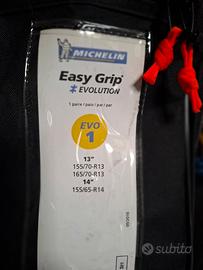 MICHELIN
Easy Grip
EVOLUTION
1 paire / pair / par / par
EVO
1
13"
155/70-R13
165/70-R13
14"
155/65-R14
subito